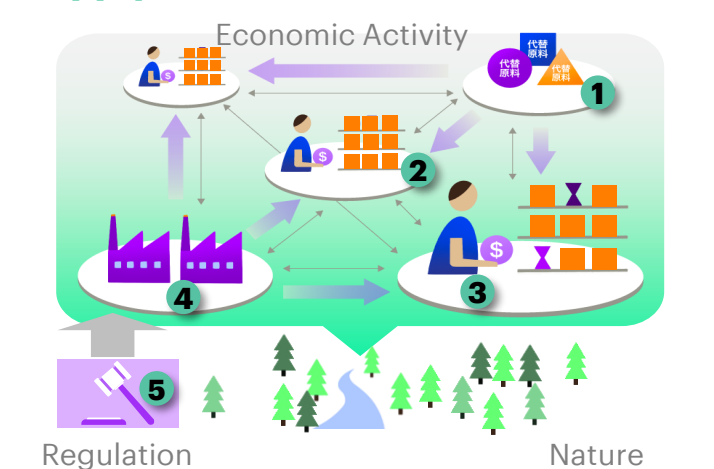 Economic Activity
代替
原料
代替
原料
代替
原料
1
$
$
2
$
3
4
5
Regulation
Nature